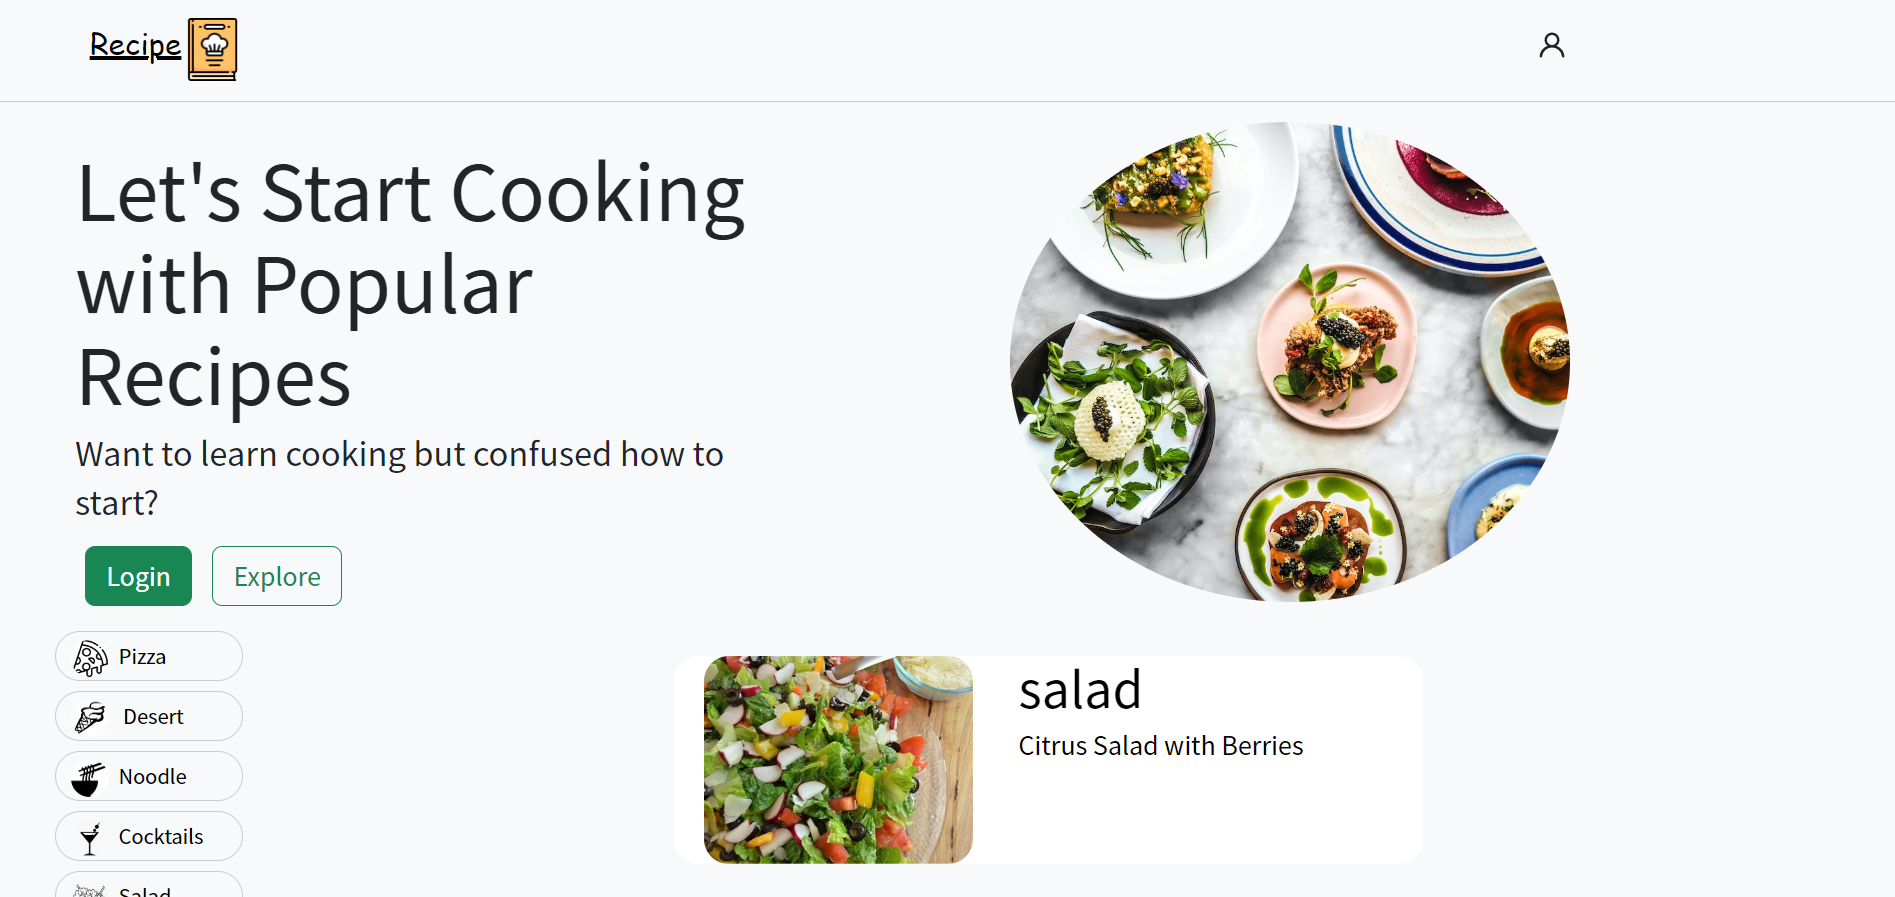 Recipe
Let's Start Cooking
with Popular
Recipes
Want to learn cooking but confused how to
start?
Login
Explore
Pizza
Desert
Noodle
Cocktails
Salad
salad
Citrus Salad with Berries